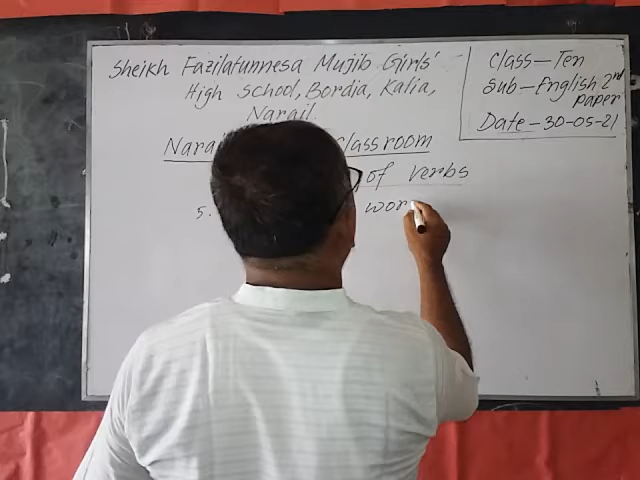 Sheikh Fazilatunnesa Mujib Girls'
High School, Bordia, Kalia,
Narail.
Nara classroom
of verbs
5. wor
Class—Ten
Sub—English 2nd
paper
Date—30-05-21